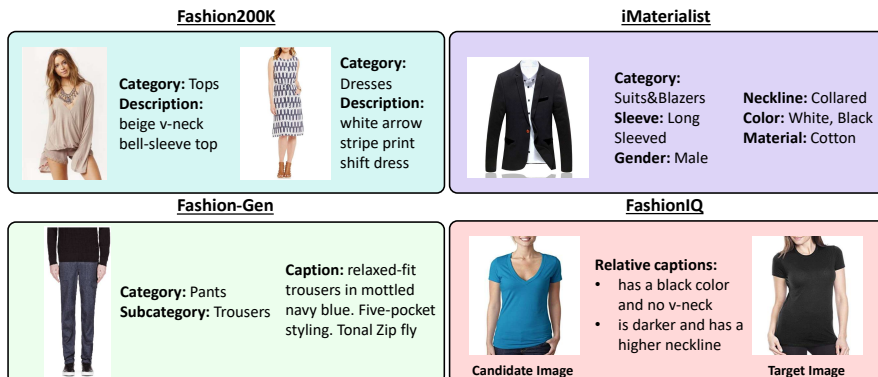 Fashion200K
Category: Tops
Description:
beige v-neck
bell-sleeve top
Category:
Dresses
Description:
white arrow
stripe print
shift dress
iMaterialist
Category:
Suits&Blazers
Sleeve: Long
Sleeved
Gender: Male
Neckline: Collared
Color: White, Black
Material: Cotton
Fashion-Gen
Category: Pants
Subcategory: Trousers
Caption: relaxed-fit
trousers in mottled
navy blue. Five-pocket
styling. Tonal Zip fly
FashionIQ
Relative captions:
• has a black color
and no v-neck
• is darker and has a
higher neckline
Candidate Image
Target Image